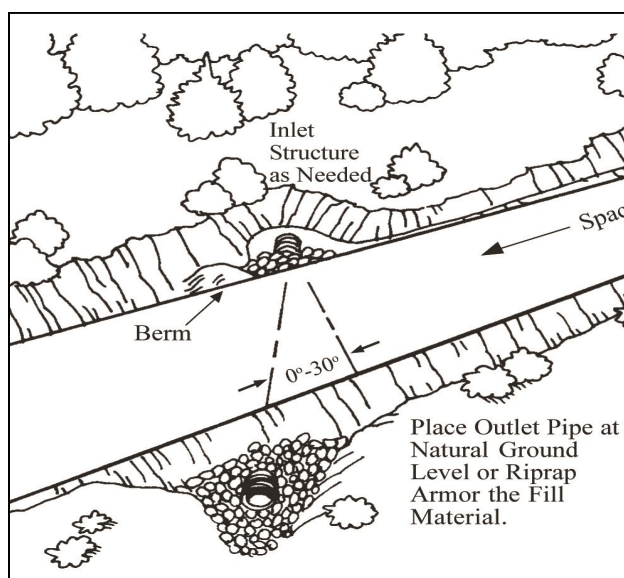 Inlet
Structure
as Needed
Spac
Berm
0°-30°
Place Outlet Pipe at
Natural Ground
Level or Riprap
Armor the Fill
Material.